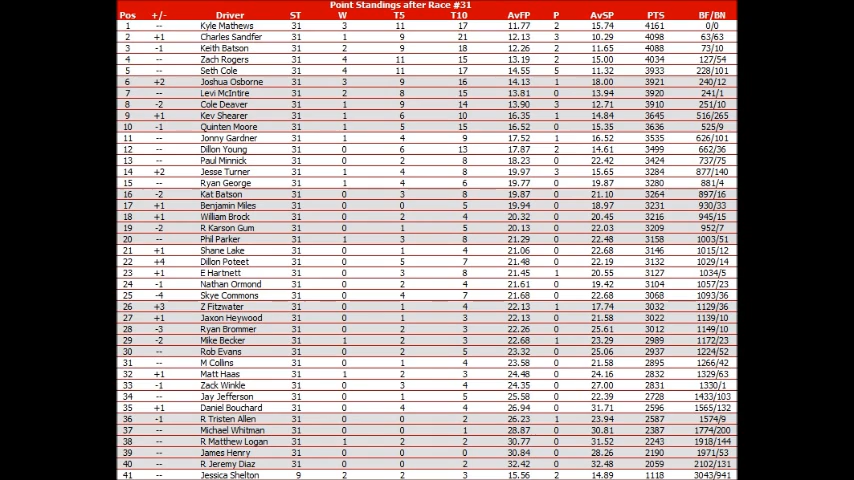 Point Standings after Race #31
Pos +/- Driver ST W T5 T10 AvFP P AvSP PTS BF/BN
1 -- Kyle Mathews 31 3 11 17 11.77 2 15.74 4161 0/0
2 +1 Charles Sandfer 31 1 9 21 12.13 3 10.29 4098 63/63
3 -1 Keith Batson 31 2 9 18 12.26 2 11.65 4088 73/10
4 -- Zach Rogers 31 4 11 15 13.19 2 15.00 4034 127/54
5 -- Seth Cole 31 4 11 17 14.55 5 11.32 3933 228/101
6 +2 Joshua Osborne 31 3 9 16 14.13 1 18.00 3921 240/12
7 -- Levi McIntire 31 2 8 15 13.81 0 13.94 3920 241/1
8 -2 Cole Deaver 31 1 9 14 13.90 3 12.71 3910 251/10
9 +1 Kev Shearer 31 1 6 10 16.35 1 14.84 3645 516/265
10 -1 Quinten Moore 31 1 5 15 16.52 0 15.35 3636 525/9
11 -- Jonny Gardner 31 1 4 9 17.52 1 16.52 3535 626/101
12 -- Dillon Young 31 0 6 13 17.87 2 14.61 3499 662/36
13 -- Paul Minnick 31 0 2 8 18.23 0 22.42 3424 737/75
14 +2 Jesse Turner 31 1 4 8 19.97 3 15.65 3284 877/140
15 -- Ryan George 31 1 4 6 19.77 0 19.87 3280 881/4
16 -2 Kat Batson 31 0 3 8 19.87 0 21.10 3264 897/16
17 +1 Benjamin Miles 31 0 0 5 19.94 0 18.97 3231 930/33
18 +1 William Brock 31 0 2 4 20.32 0 20.45 3216 945/15
19 -2 R Karson Gum 31 0 1 5 20.13 0 22.03 3209 952/7
20 -- Phil Parker 31 1 3 8 21.29 0 22.48 3158 1003/51
21 +1 Shane Lake 31 0 1 4 21.06 0 22.68 3146 1015/12
22 +4 Dillon Poteet 31 0 5 7 21.48 0 22.19 3132 1029/14
23 +1 E Hartnett 31 0 3 8 21.45 1 20.55 3127 1034/5
24 -1 Nathan Ormond 31 0 2 4 21.61 0 19.42 3104 1057/23
25 -4 Skye Commons 31 0 4 7 21.68 0 22.68 3068 1093/36
26 +3 Z Fitzwater 31 0 1 4 22.13 1 17.74 3032 1129/36
27 +1 Jaxon Heywood 31 0 1 3 22.13 0 21.58 3022 1139/10
28 -3 Ryan Brommer 31 0 2 3 22.26 0 25.61 3012 1149/10
29 -2 Mike Becker 31 1 2 3 22.68 1 23.29 2989 1172/23
30 -- Rob Evans 31 0 2 5 23.32 0 25.06 2937 1224/52
31 -- M Collins 31 0 1 4 23.58 0 21.58 2895 1266/42
32 +1 Matt Haas 31 2 3 4 24.48 0 24.16 2832 1329/63
33 -1 Zack Winkle 31 0 3 4 24.35 0 27.00 2831 1330/1
34 -- Jay Jefferson 31 0 1 5 25.58 0 22.39 2728 1433/103
35 +1 Daniel Bouchard 31 0 4 4 26.94 0 31.71 2596 1565/132
36 -1 R Tristen Allen 31 0 0 2 26.23 1 23.94 2587 1574/9
37 -- Michael Whitman 31 0 0 1 28.87 0 30.81 2387 1774/200
38 -- R Matthew Logan 31 1 2 2 30.77 0 31.52 2243 1918/144
39 -- James Henry 31 0 0 0 30.84 0 28.26 2190 1971/53
40 -- R Jeremy Diaz 31 0 0 0 32.42 0 32.48 2059 2102/131
41 -- Jessica Shelton 9 2 2 3 15.56 2 14.89 1118 3043/941